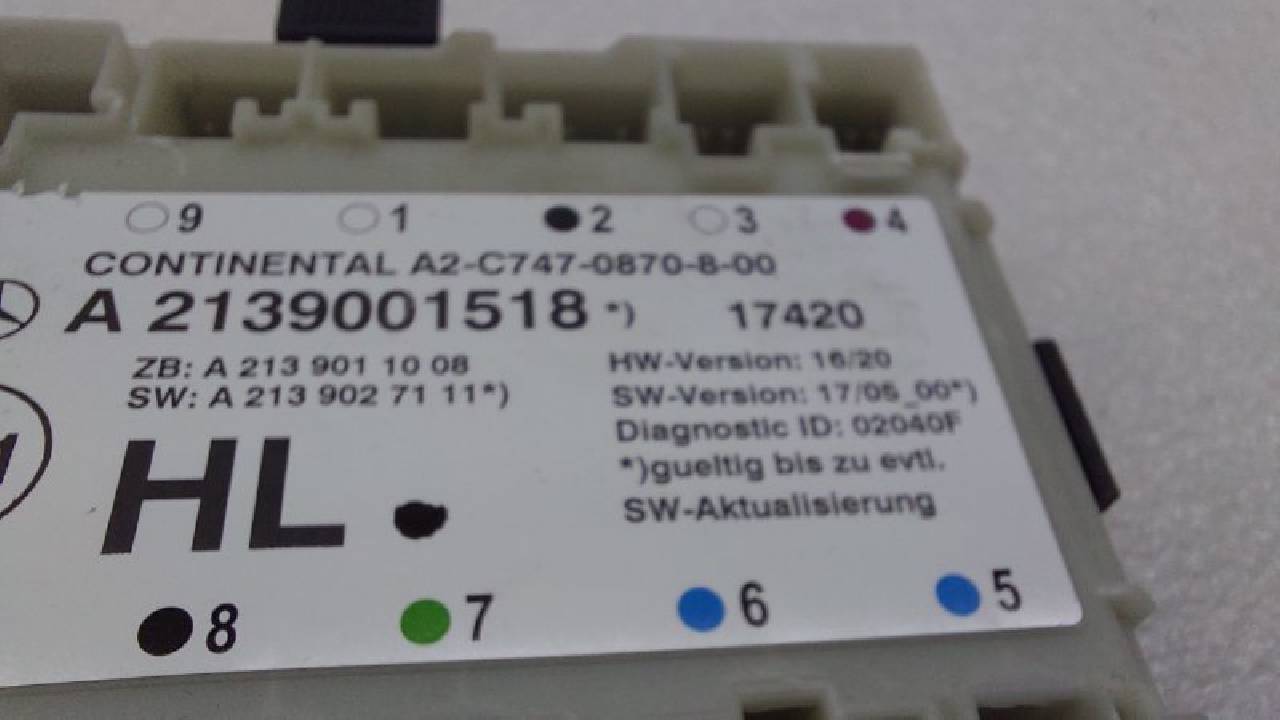 9 1 2 3 4
CONTINENTAL A2-C747-0870-8-00
A 2139001518 *) 17420
ZB: A 213 901 10 08
SW: A 213 902 71 11*)
HW-Version: 16/20
SW-Version: 17/06_00*)
Diagnostic ID: 02040F
*)gueltig bis zu evtl.
SW-Aktualisierung
HL
8 7 6 5